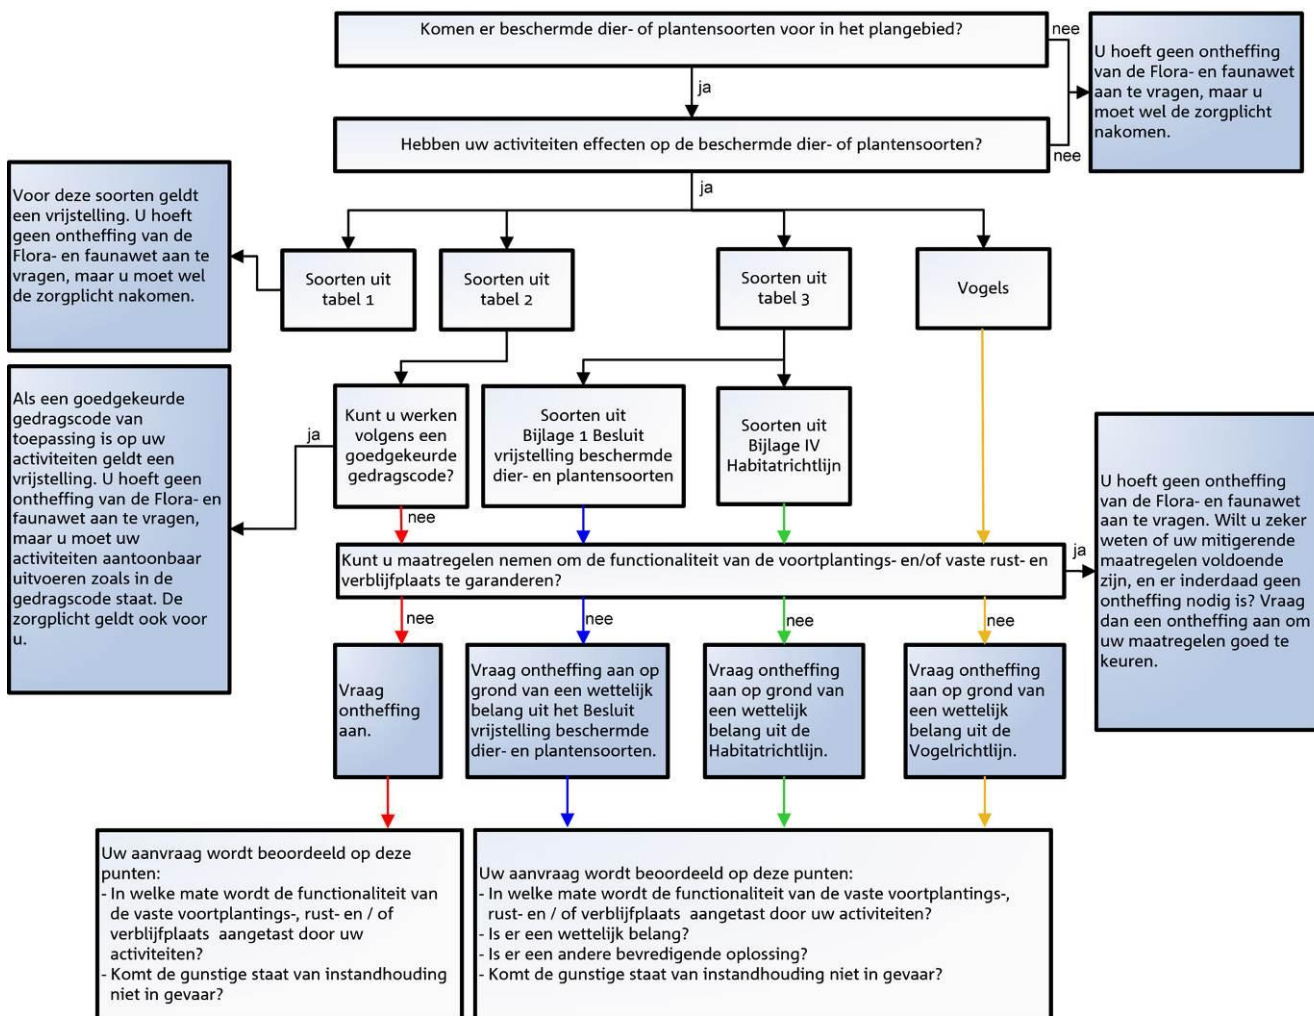 Komen er beschermde dier- of plantensoorten voor in het plangebied?
nee
U hoeft geen ontheffing
van de Flora- en faunawet
aan te vragen, maar u
moet wel de zorgplicht
nakomen.
ja
Hebben uw activiteiten effecten op de beschermde dier- of plantensoorten?
nee
ja
Voor deze soorten geldt
een vrijstelling. U hoeft
geen ontheffing van de
Flora- en faunawet aan te
vragen, maar u moet wel
de zorgplicht nakomen.
Soorten uit
tabel 1
Soorten uit
tabel 2
Soorten uit
tabel 3
Vogels
Als een goedgekeurde
gedragscode van
toepassing is op uw
activiteiten geldt een
vrijstelling. U hoeft geen
ontheffing van de Flora- en
faunawet aan te vragen,
maar u moet uw
activiteiten aantoonbaar
uitvoeren zoals in de
gedragscode staat. De
zorgplicht geldt ook voor
u.
ja
Kunt u werken
volgens een
goedgekeurde
gedragscode?
Soorten uit
Bijlage 1 Besluit
vrijstelling beschermde
dier- en plantensoorten
Soorten uit
Bijlage IV
Habitatrichtlijn
nee
Kunt u maatregelen nemen om de functionaliteit van de voortplantings- en/of vaste rust- en
verblijfplaats te garanderen?
ja
U hoeft geen ontheffing
van de Flora- en faunawet
aan te vragen. Wilt u zeker
weten of uw mitigerende
maatregelen voldoende
zijn, en er inderdaad geen
ontheffing nodig is? Vraag
dan een ontheffing aan om
uw maatregelen goed te
keuren.
nee
nee
nee
nee
Vraag
ontheffing
aan.
Vraag ontheffing aan op
grond van een wettelijk
belang uit het Besluit
vrijstelling beschermde
dier- en plantensoorten.
Vraag ontheffing
aan op grond van
een wettelijk
belang uit de
Habitatrichtlijn.
Vraag ontheffing
aan op grond van
een wettelijk
belang uit de
Vogelrichtlijn.
Uw aanvraag wordt beoordeeld op deze
punten:
- In welke mate wordt de functionaliteit van
de vaste voortplantings-, rust- en / of
verblijfplaats aangetast door uw
activiteiten?
- Komt de gunstige staat van instandhouding
niet in gevaar?
Uw aanvraag wordt beoordeeld op deze punten:
- In welke mate wordt de functionaliteit van de vaste voortplantings-,
rust- en / of verblijfplaats aangetast door uw activiteiten?
- Is er een wettelijk belang?
- Is er een andere bevredigende oplossing?
- Komt de gunstige staat van instandhouding niet in gevaar?